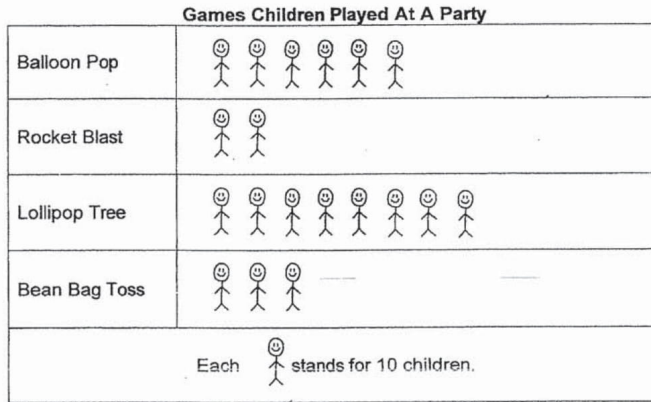 Games Children Played At A Party
Balloon Pop
Rocket Blast
Lollipop Tree
Bean Bag Toss
Each stands for 10 children.